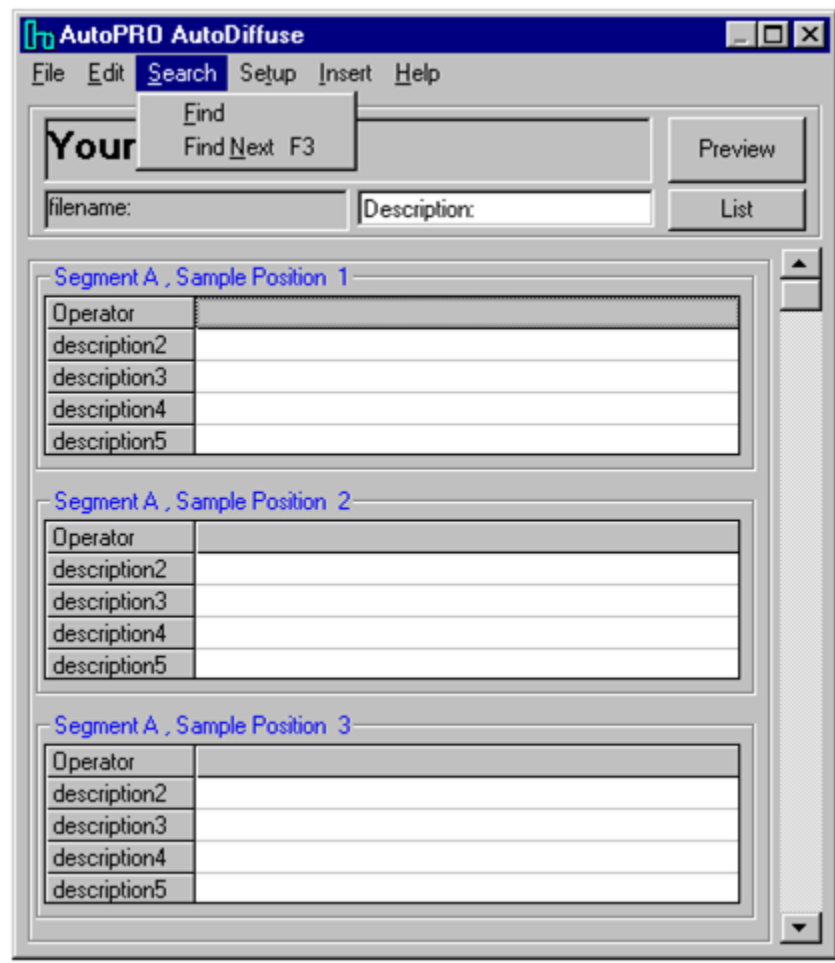 AutoPRO AutoDiffuse
File Edit Search Setup Insert Help
Find
Find Next F3
Your
Preview
filename:
Description:
List
Segment A , Sample Position 1
Operator
description2
description3
description4
description5
Segment A , Sample Position 2
Operator
description2
description3
description4
description5
Segment A , Sample Position 3
Operator
description2
description3
description4
description5